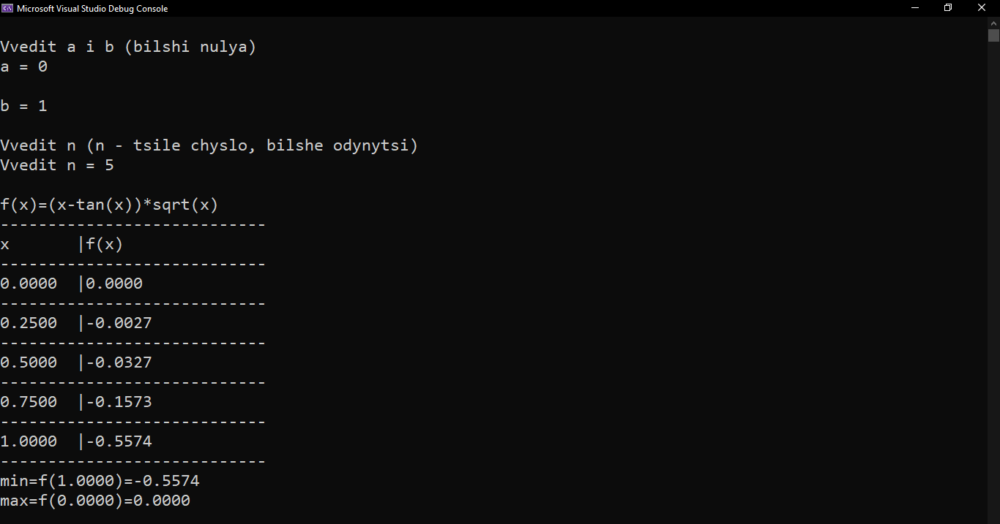 Microsoft Visual Studio Debug Console
Vvedit a i b (bilshi nulya)
a = 0
b = 1
Vvedit n (n - tsile chyslo, bilshe odynytsi)
Vvedit n = 5
f(x)=(x-tan(x))*sqrt(x)
----------------------------
x       |f(x)
----------------------------
0.0000  |0.0000
----------------------------
0.2500  |-0.0027
----------------------------
0.5000  |-0.0327
----------------------------
0.7500  |-0.1573
----------------------------
1.0000  |-0.5574
----------------------------
min=f(1.0000)=-0.5574
max=f(0.0000)=0.0000